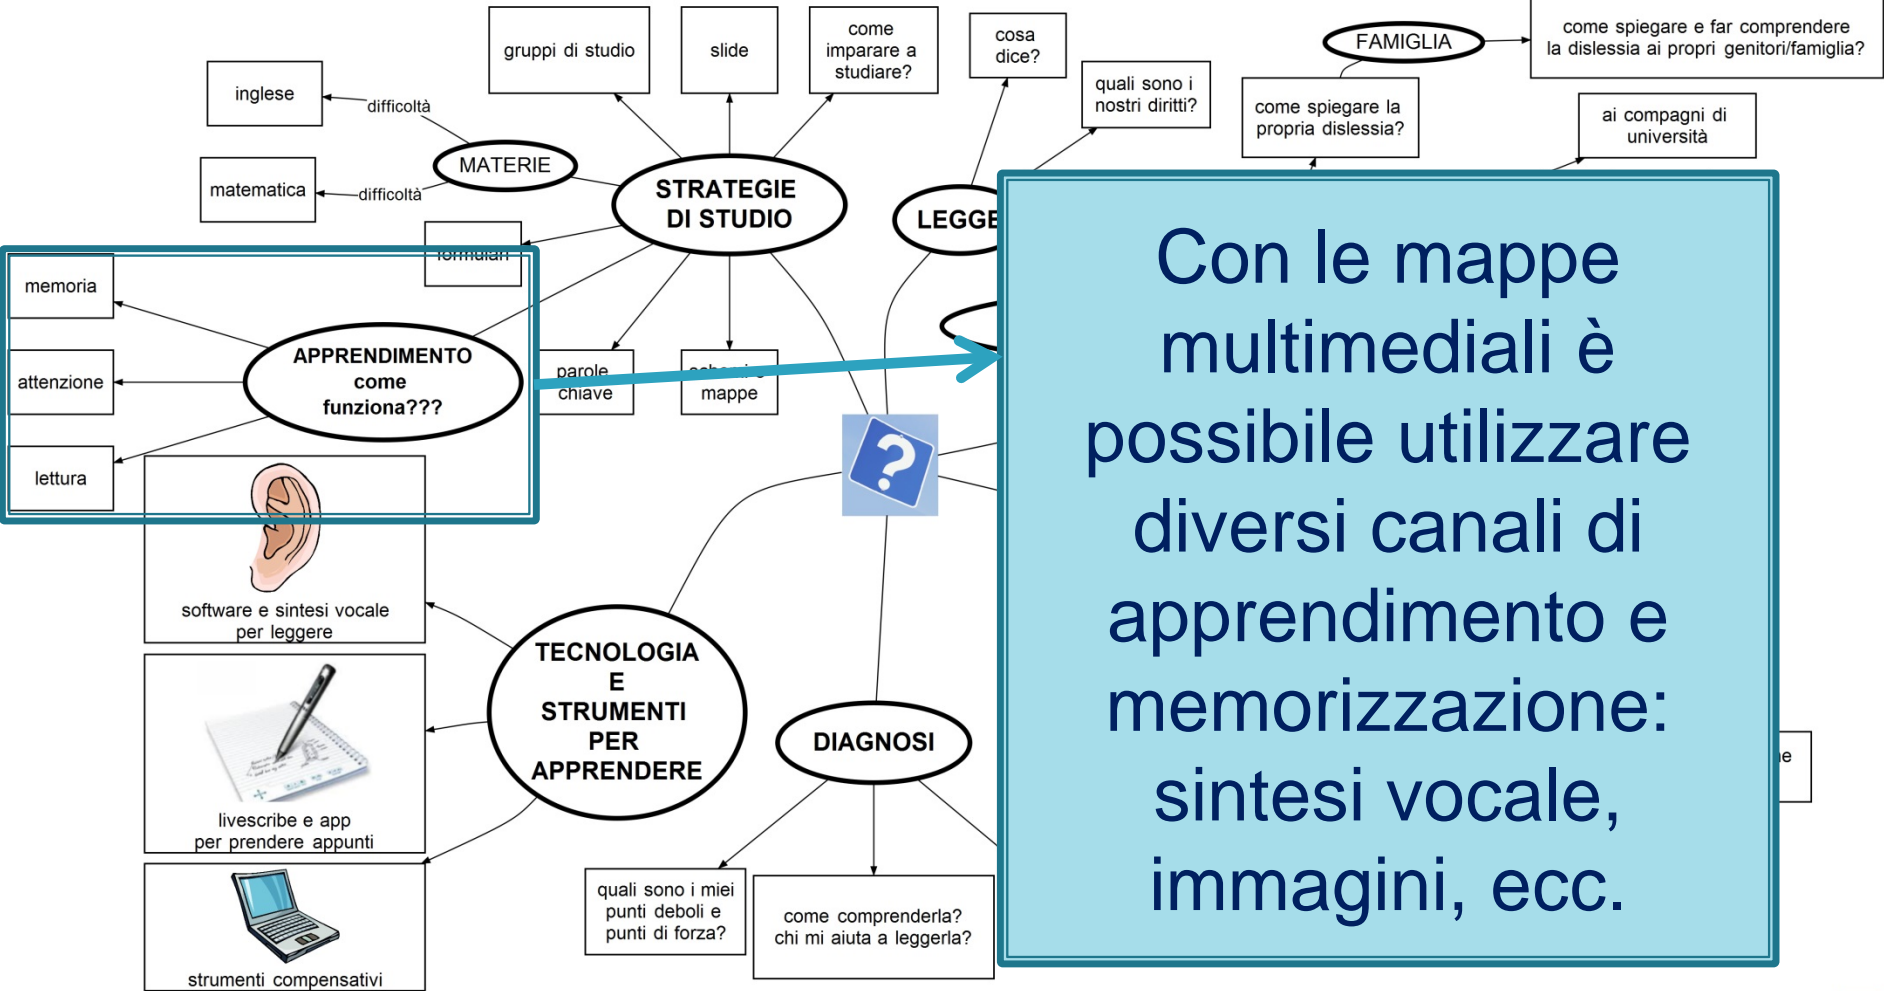 gruppi di studio
slide
come
imparare a
studiare?
cosa
dice?
FAMIGLIA
come spiegare e far comprendere
la dislessia ai propri genitori/famiglia?
inglese
difficoltà
quali sono i
nostri diritti?
come spiegare la
propria dislessia?
ai compagni di
università
MATERIE
matematica
difficoltà
STRATEGIE
DI STUDIO
LEGGE
formulari
memoria
attenzione
lettura
APPRENDIMENTO
come
funziona???
parole
chiave
mappe
Con le mappe
multimediali è
possibile utilizzare
diversi canali di
apprendimento e
memorizzazione:
sintesi vocale,
immagini, ecc.
?
software e sintesi vocale
per leggere
livescribe e app
per prendere appunti
strumenti compensativi
TECNOLOGIA
E
STRUMENTI
PER
APPRENDERE
DIAGNOSI
quali sono i miei
punti deboli e
punti di forza?
come comprenderla?
chi mi aiuta a leggerla?